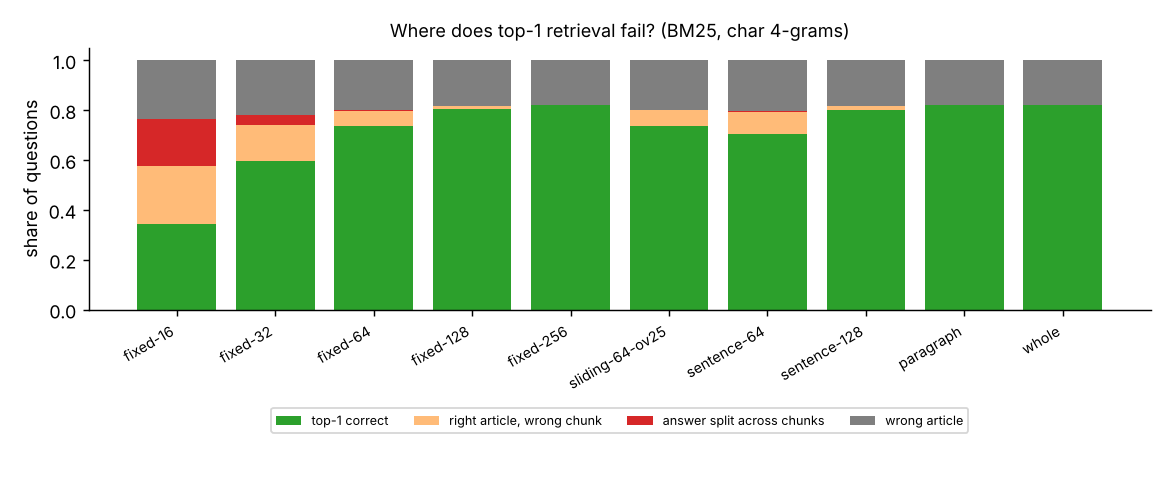 Where does top-1 retrieval fail? (BM25, char 4-grams)
share of questions
1.0
0.8
0.6
0.4
0.2
0.0
fixed-16
fixed-32
fixed-64
fixed-128
fixed-256
sliding-64-ov25
sentence-64
sentence-128
paragraph
whole
top-1 correct
right article, wrong chunk
answer split across chunks
wrong article